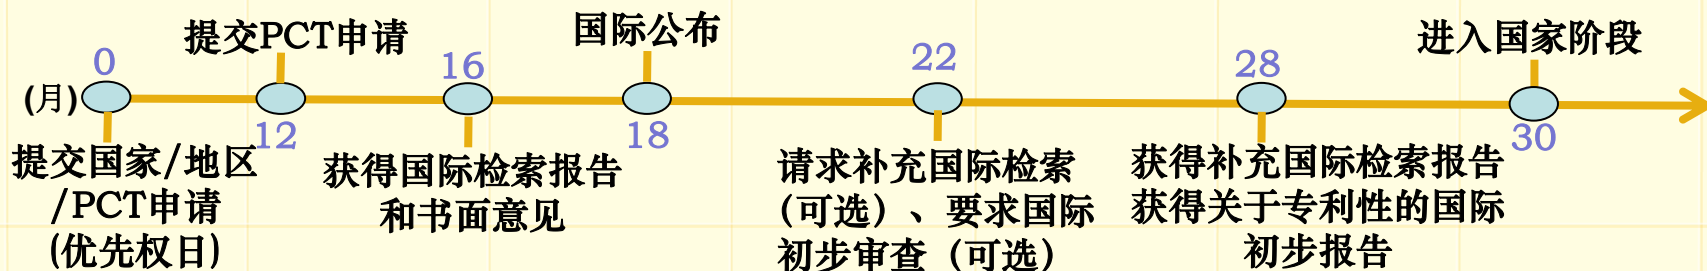 (月)
0
提交国家/地区
/PCT申请
(优先权日)
提交PCT申请
12
16
获得国际检索报告
和书面意见
国际公布
18
22
请求补充国际检索
（可选）、要求国际
初步审查（可选）
28
获得补充国际检索报告
获得关于专利性的国际
初步报告
进入国家阶段
30